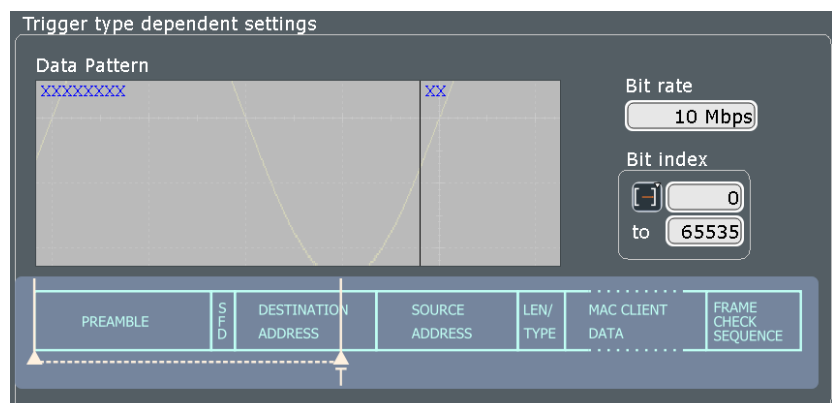 Trigger type dependent settings
Data Pattern
XXXXXXXX
XX
Bit rate
10 Mbps
Bit index
0
to 65535
PREAMBLE
SFD
DESTINATION
ADDRESS
SOURCE
ADDRESS
LEN/
TYPE
MAC CLIENT
DATA
FRAME
CHECK
SEQUENCE
T